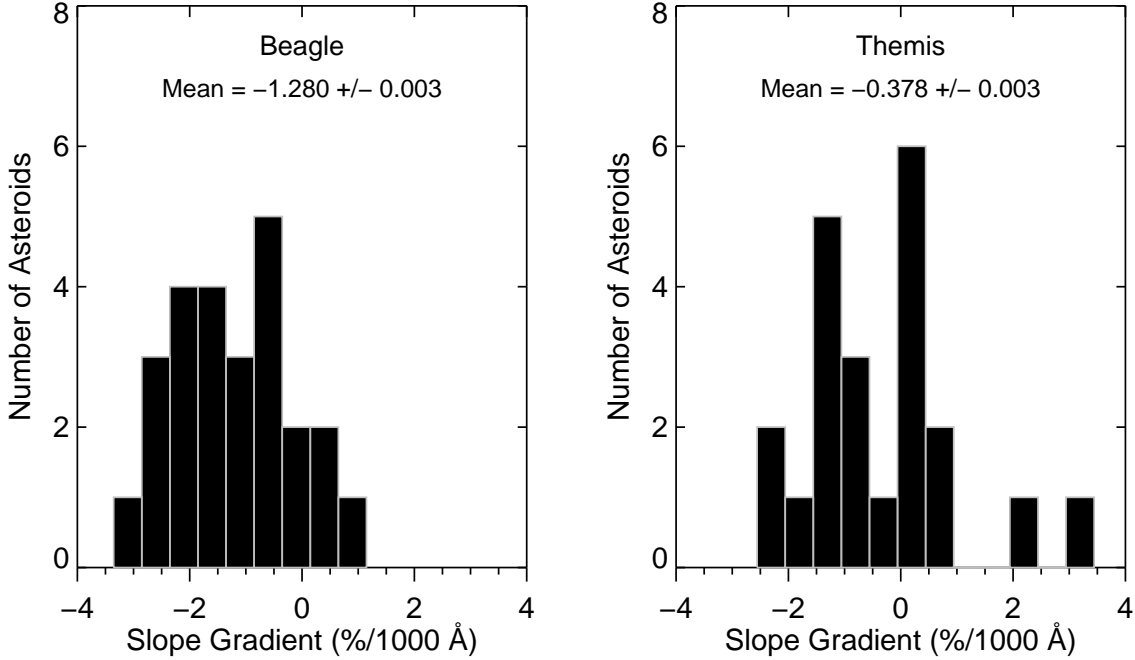 Beagle
Mean = −1.280 +/− 0.003
8
6
4
2
0
Number of Asteroids
−4 −2 0 2 4
Slope Gradient (%/1000 Å)
Themis
Mean = −0.378 +/− 0.003
8
6
4
2
0
Number of Asteroids
−4 −2 0 2 4
Slope Gradient (%/1000 Å)